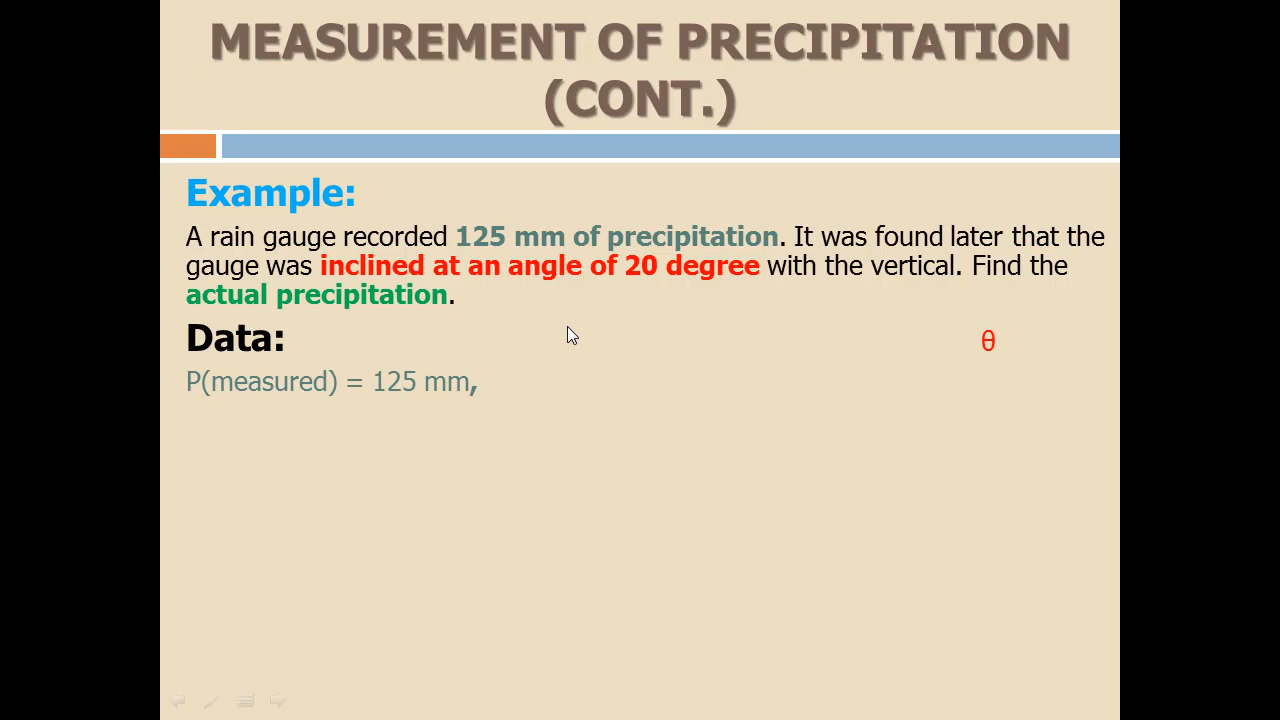 MEASUREMENT OF PRECIPITATION
(CONT.)
Example:
A rain gauge recorded 125 mm of precipitation. It was found later that the
gauge was inclined at an angle of 20 degree with the vertical. Find the
actual precipitation.
Data:
θ
P(measured) = 125 mm,